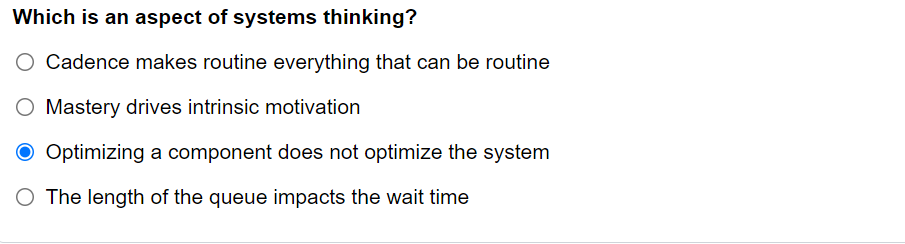 Which is an aspect of systems thinking?
Cadence makes routine everything that can be routine
Mastery drives intrinsic motivation
Optimizing a component does not optimize the system
The length of the queue impacts the wait time